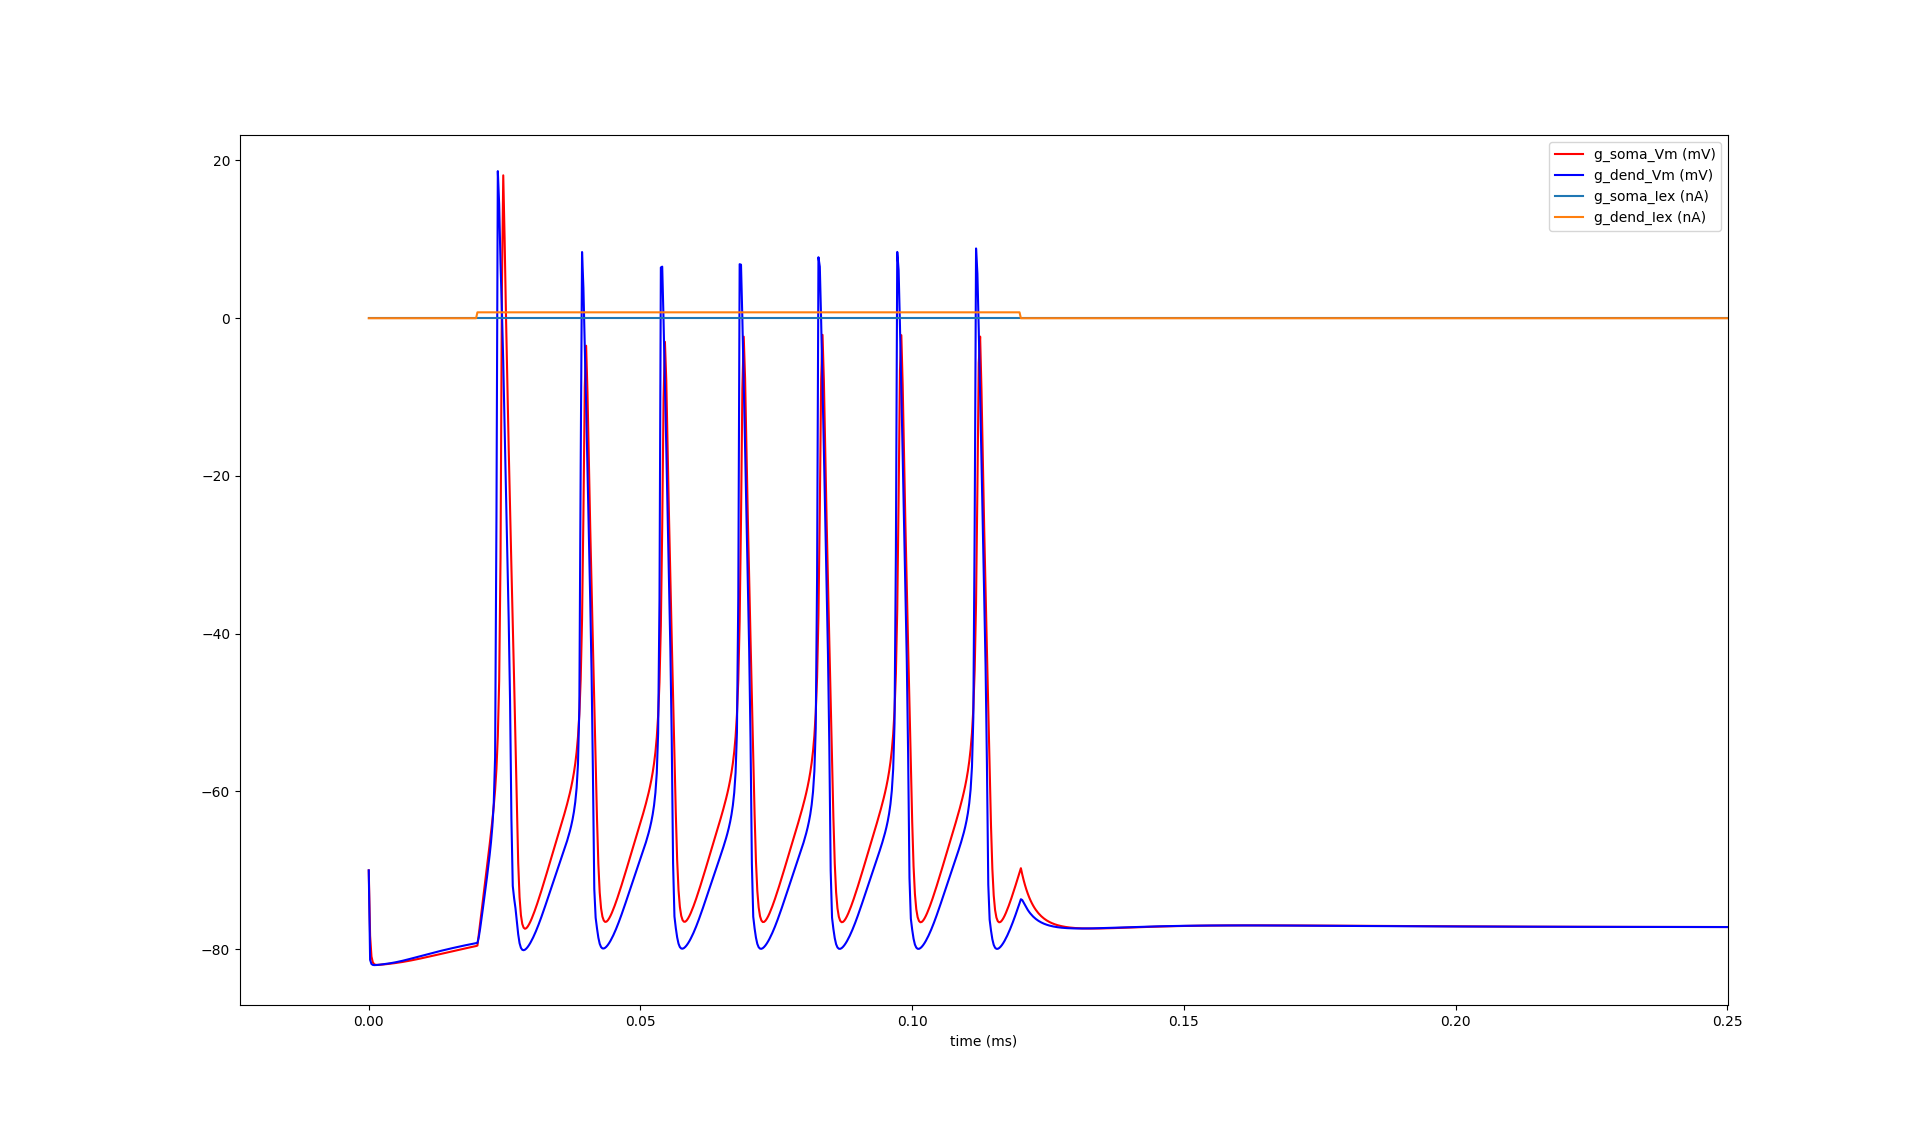 20
0
−20
−40
−60
−80
0.00
0.05
0.10
0.15
0.20
0.25
time (ms)
g_soma_Vm (mV)
g_dend_Vm (mV)
g_soma_Iex (nA)
g_dend_Iex (nA)